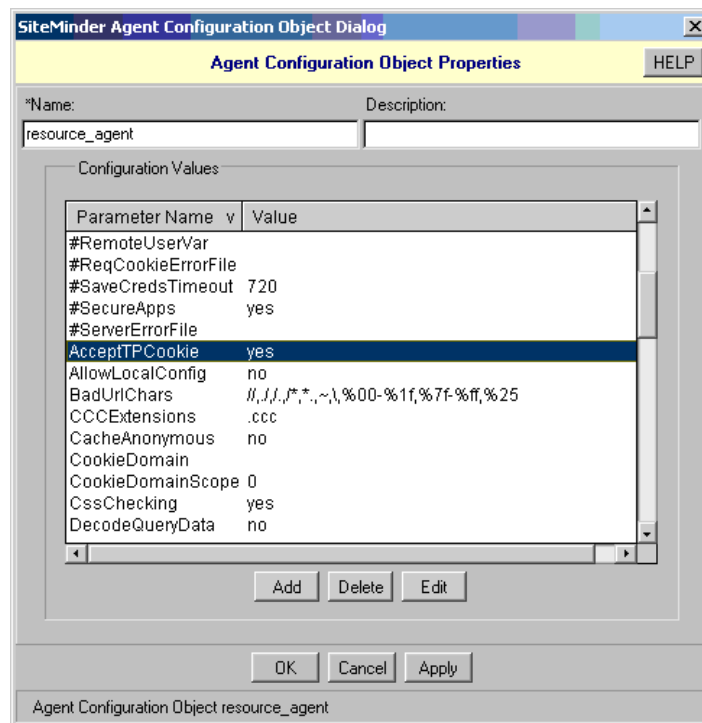 SiteMinder Agent Configuration Object Dialog
Agent Configuration Object Properties HELP
*Name: Description:
resource_agent
Configuration Values
Parameter Name v Value
#RemoteUserVar
#ReqCookieErrorFile
#SaveCredsTimeout 720
#SecureApps yes
#ServerErrorFile
AcceptTPCookie yes
AllowLocalConfig no
BadUrlChars //,./,/.,/*,*.,~,\,%00-%1f,%7f-%ff,%25
CCCExtensions .ccc
CacheAnonymous no
CookieDomain
CookieDomainScope 0
CssChecking yes
DecodeQueryData no
Add Delete Edit
OK Cancel Apply
Agent Configuration Object resource_agent